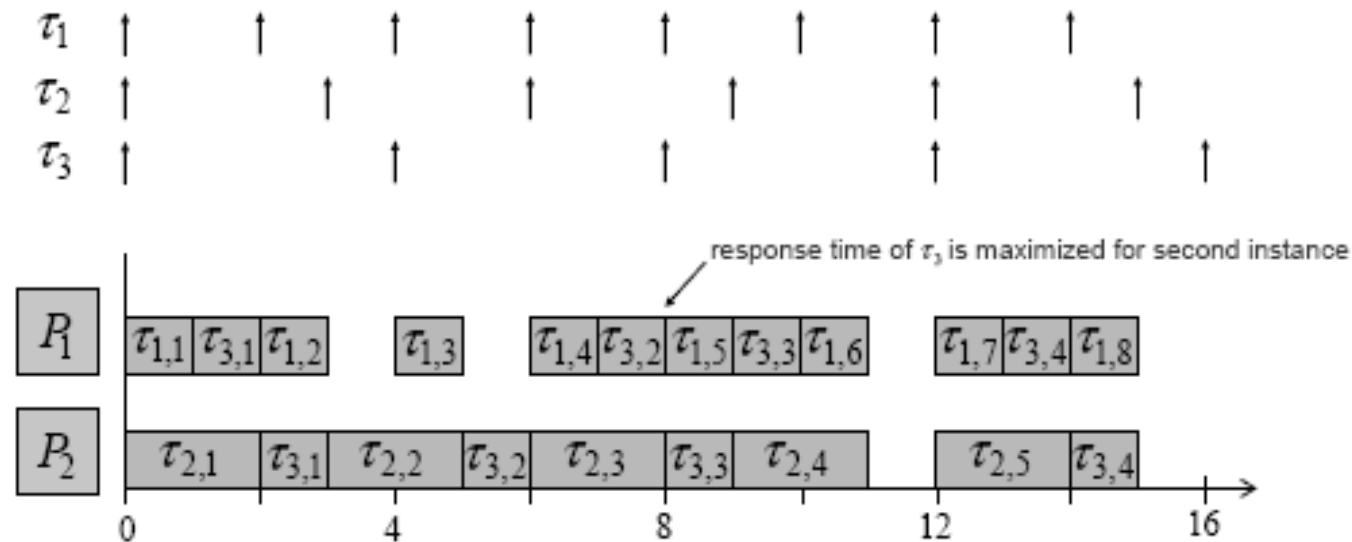 τ1
τ2
τ3
response time of τ3 is maximized for second instance
P1 τ1,1 τ3,1 τ1,2 τ1,3 τ1,4 τ3,2 τ1,5 τ3,3 τ1,6 τ1,7 τ3,4 τ1,8
P2 τ2,1 τ3,1 τ2,2 τ3,2 τ2,3 τ3,3 τ2,4 τ2,5 τ3,4
0 4 8 12 16